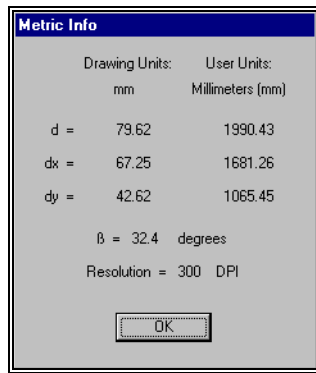 Metric Info
Drawing Units: User Units:
mm Millimeters (mm)
d = 79.62 1990.43
dx = 67.25 1681.26
dy = 42.62 1065.45
ß = 32.4 degrees
Resolution = 300 DPI
OK